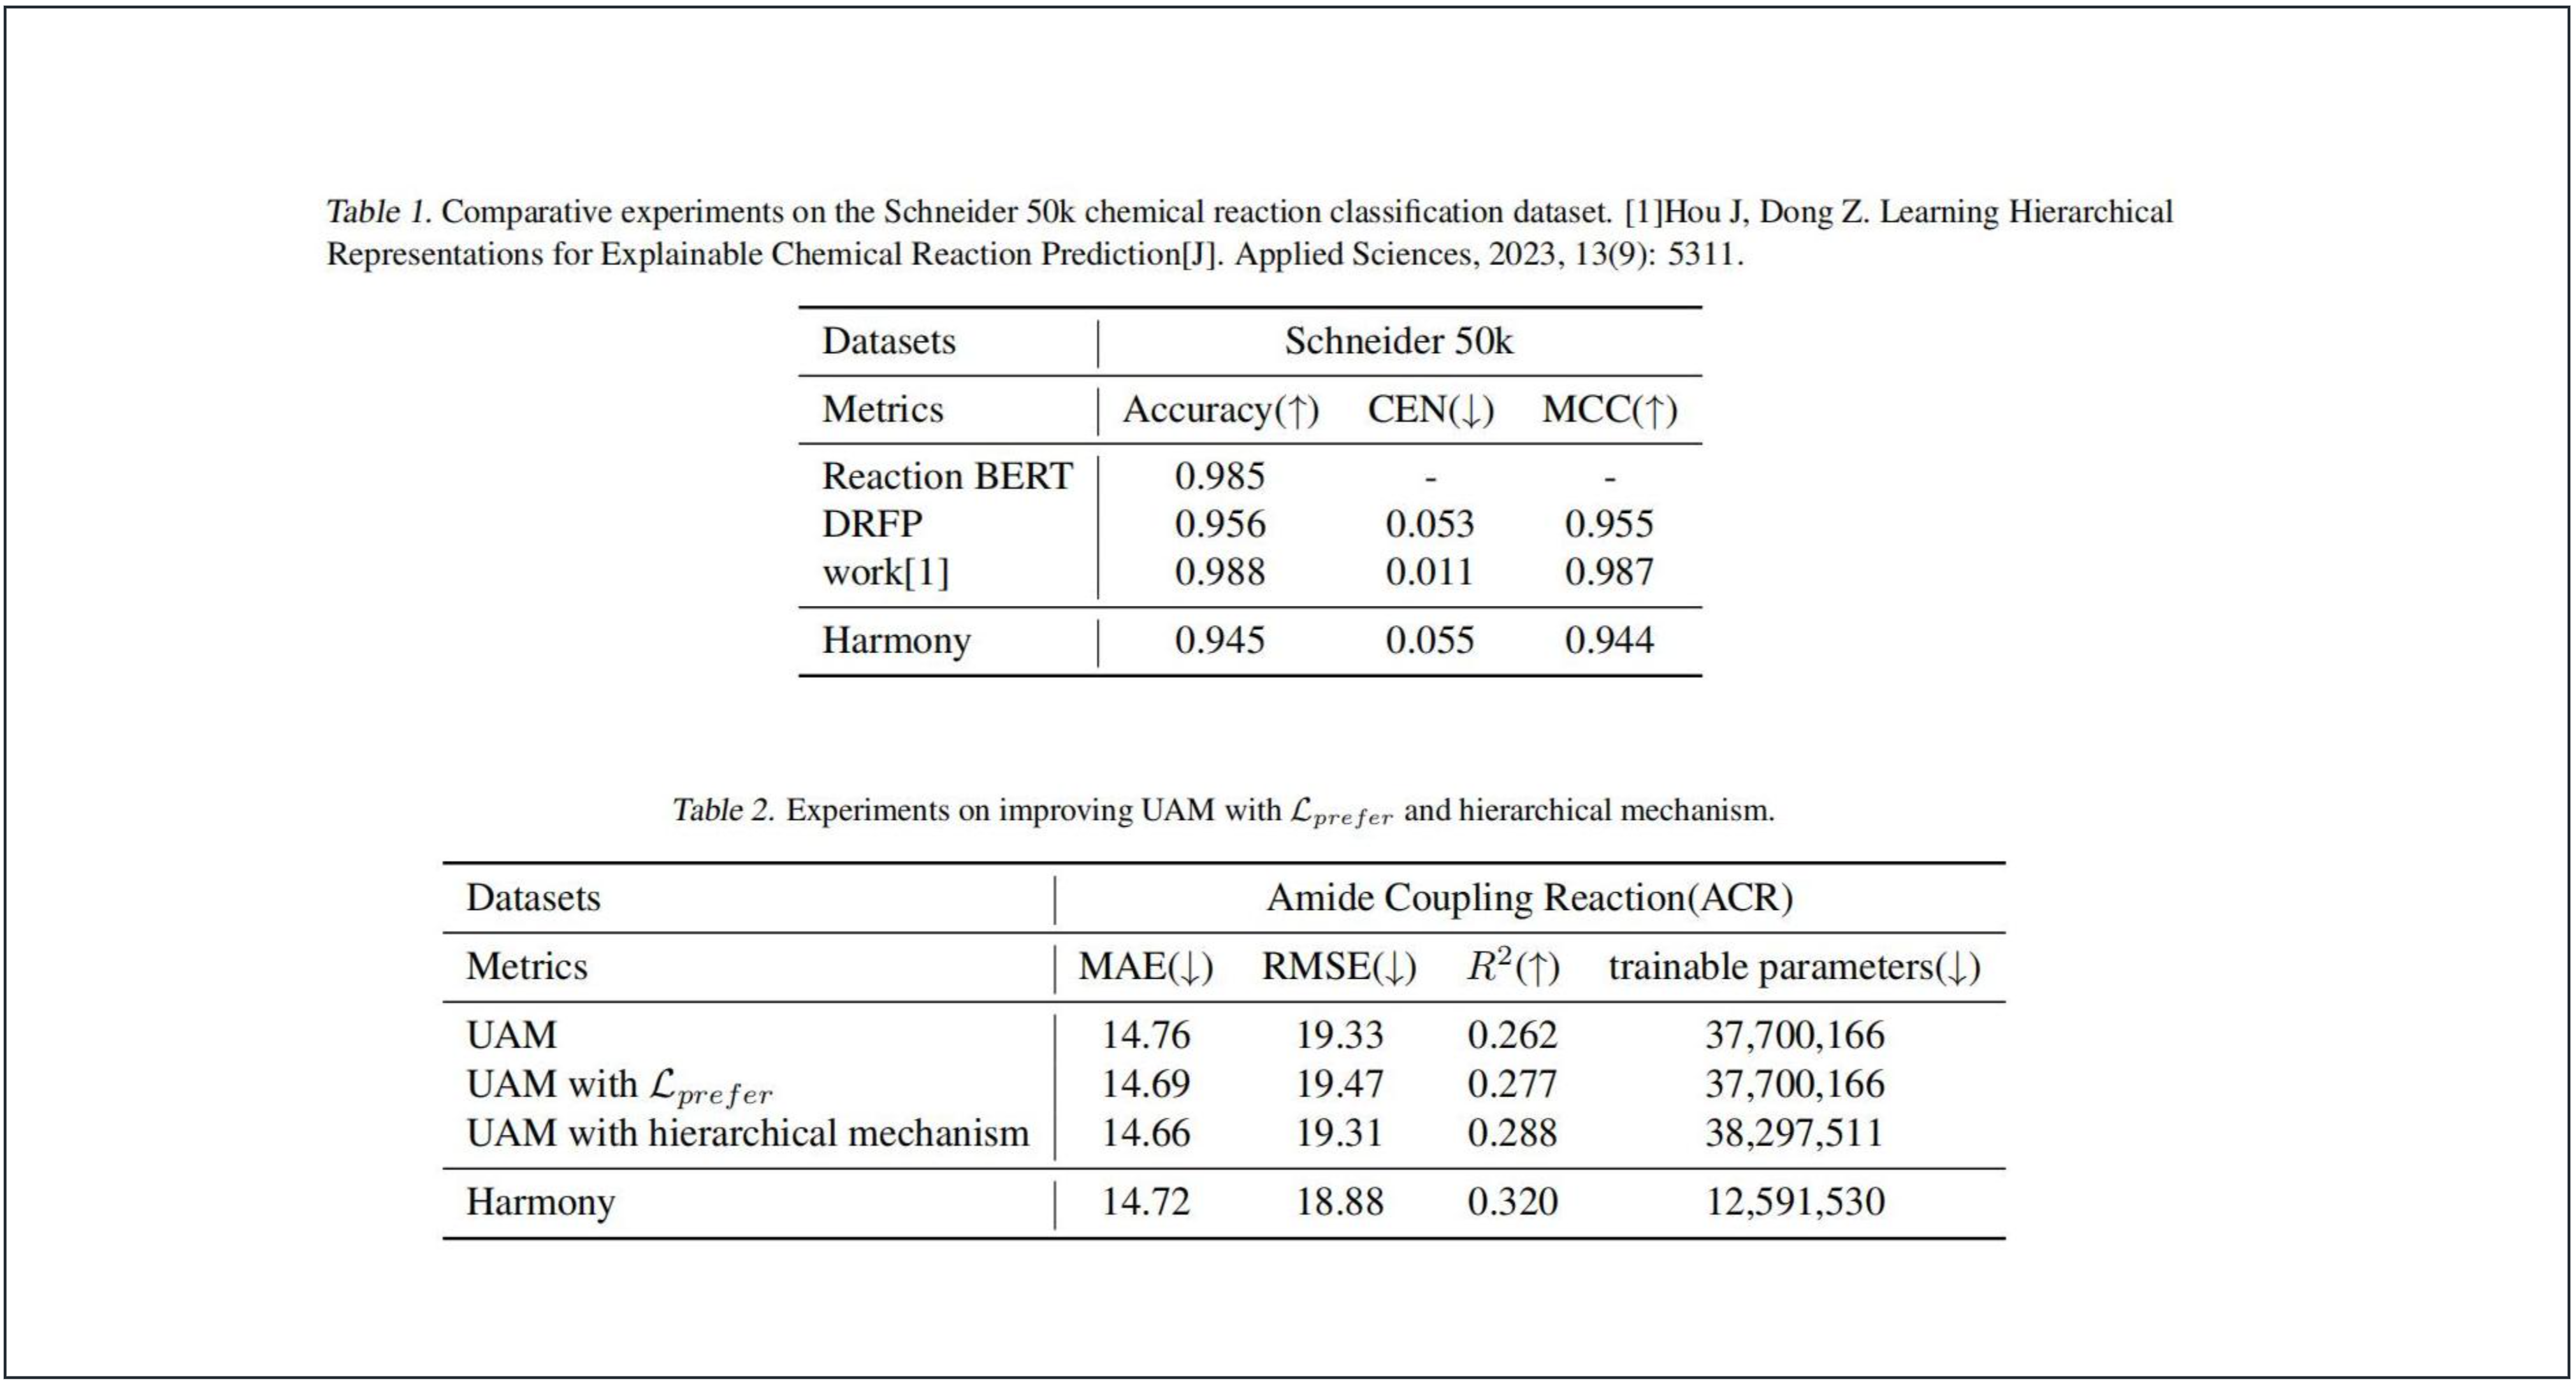 Table 1. Comparative experiments on the Schneider 50k chemical reaction classification dataset. [1]Hou J, Dong Z. Learning Hierarchical
Representations for Explainable Chemical Reaction Prediction[J]. Applied Sciences, 2023, 13(9): 5311.
Datasets Schneider 50k
Metrics Accuracy(↑) CEN(↓) MCC(↑)
Reaction BERT 0.985 - -
DRFP 0.956 0.053 0.955
work[1] 0.988 0.011 0.987
Harmony 0.945 0.055 0.944
Table 2. Experiments on improving UAM with ℒprefer and hierarchical mechanism.
Datasets Amide Coupling Reaction(ACR)
Metrics MAE(↓) RMSE(↓) R²(↑) trainable parameters(↓)
UAM 14.76 19.33 0.262 37,700,166
UAM with ℒprefer 14.69 19.47 0.277 37,700,166
UAM with hierarchical mechanism 14.66 19.31 0.288 38,297,511
Harmony 14.72 18.88 0.320 12,591,530